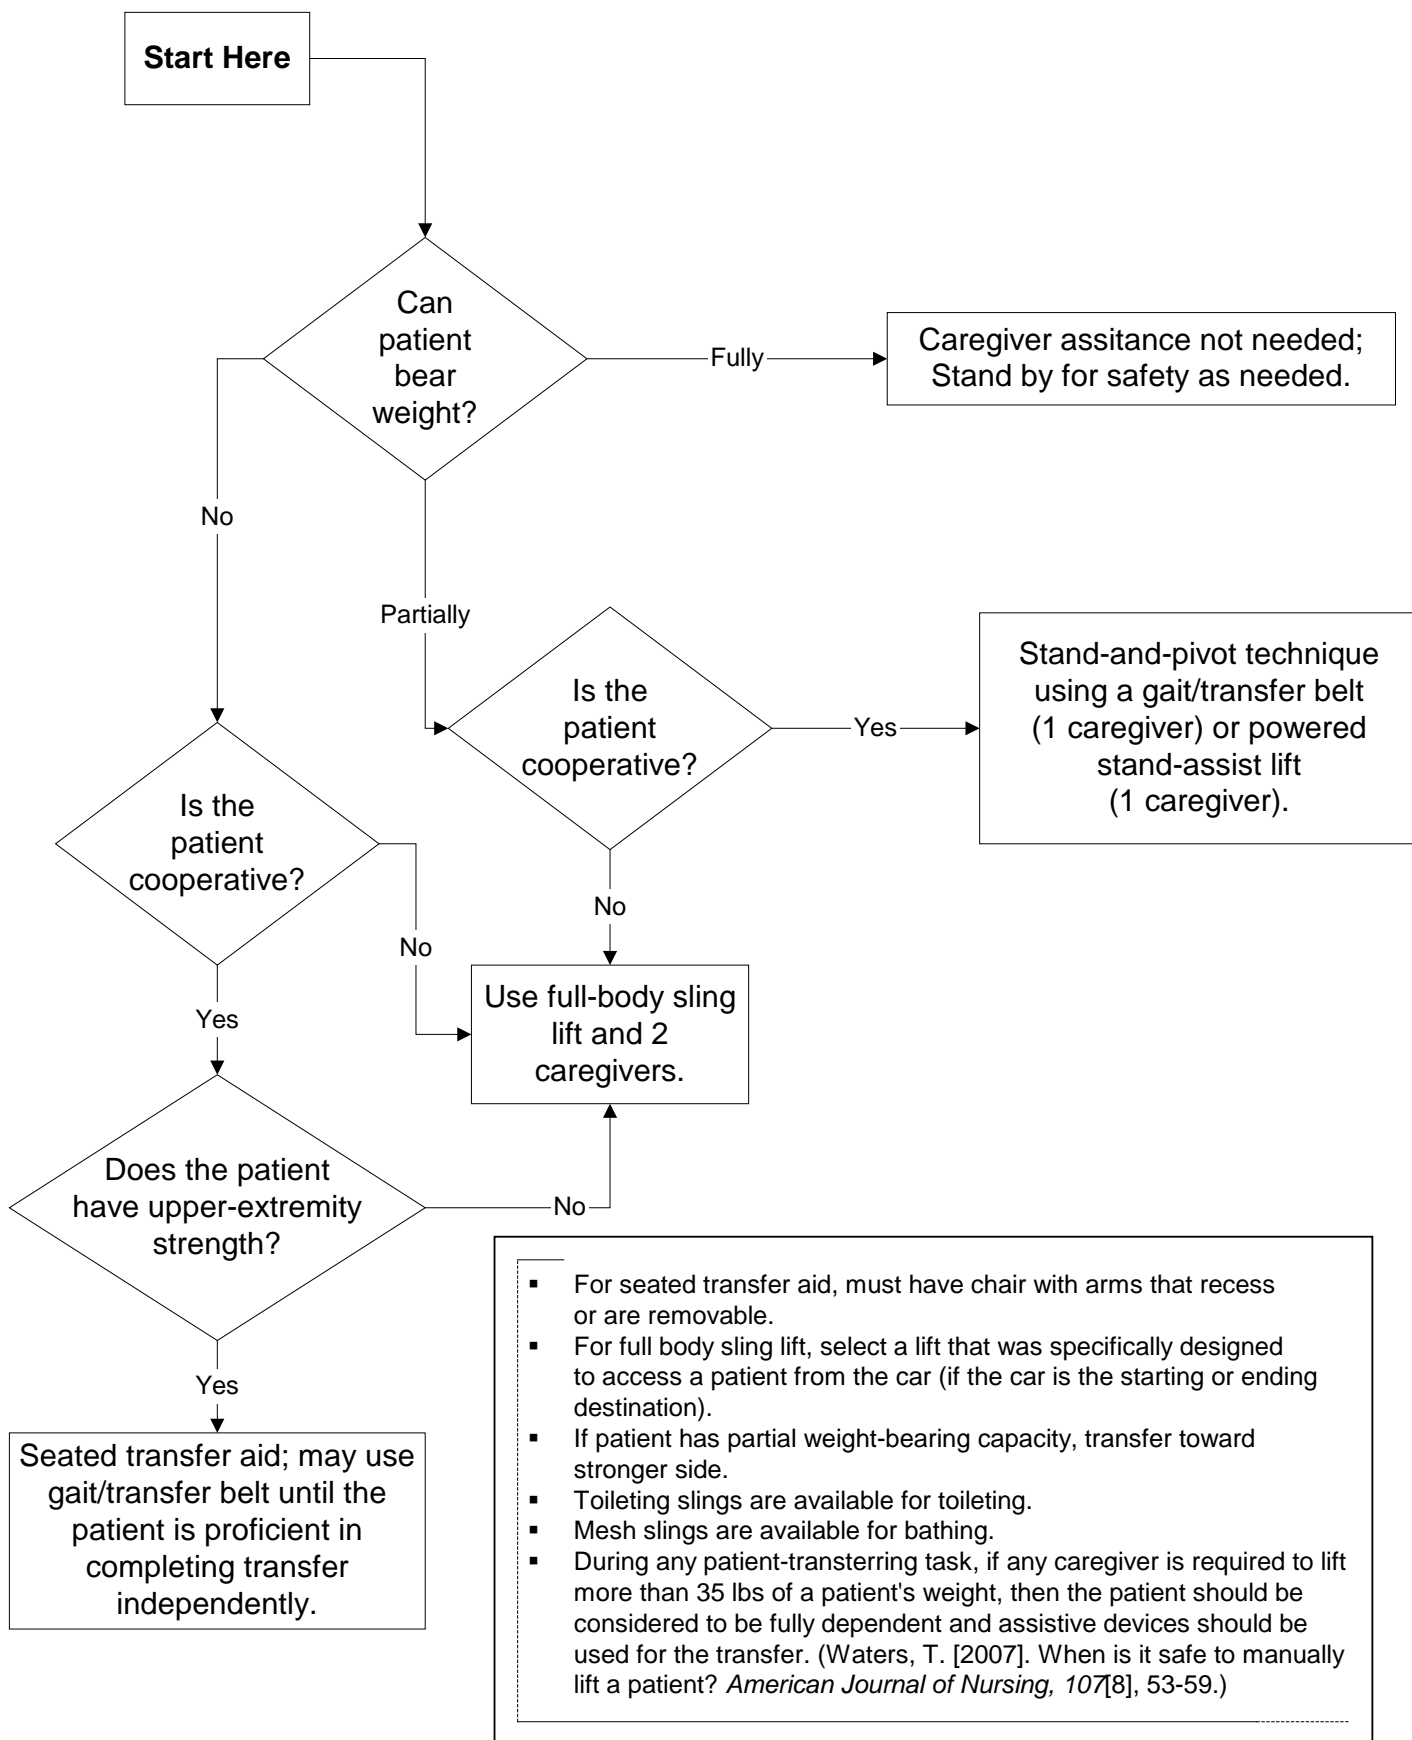 Start Here
Can
patient
bear
weight?
Fully
Caregiver assitance not needed;
Stand by for safety as needed.
No
Partially
Is the
patient
cooperative?
Yes
Stand-and-pivot technique
using a gait/transfer belt
(1 caregiver) or powered
stand-assist lift
(1 caregiver).
Is the
patient
cooperative?
No
No
Use full-body sling
lift and 2
caregivers.
Yes
Does the patient
have upper-extremity
strength?
No
Yes
Seated transfer aid; may use
gait/transfer belt until the
patient is proficient in
completing transfer
independently.
▪ For seated transfer aid, must have chair with arms that recess
or are removable.
▪ For full body sling lift, select a lift that was specifically designed
to access a patient from the car (if the car is the starting or ending
destination).
▪ If patient has partial weight-bearing capacity, transfer toward
stronger side.
▪ Toileting slings are available for toileting.
▪ Mesh slings are available for bathing.
▪ During any patient-transterring task, if any caregiver is required to lift
more than 35 lbs of a patient's weight, then the patient should be
considered to be fully dependent and assistive devices should be
used for the transfer. (Waters, T. [2007]. When is it safe to manually
lift a patient? American Journal of Nursing, 107[8], 53-59.)